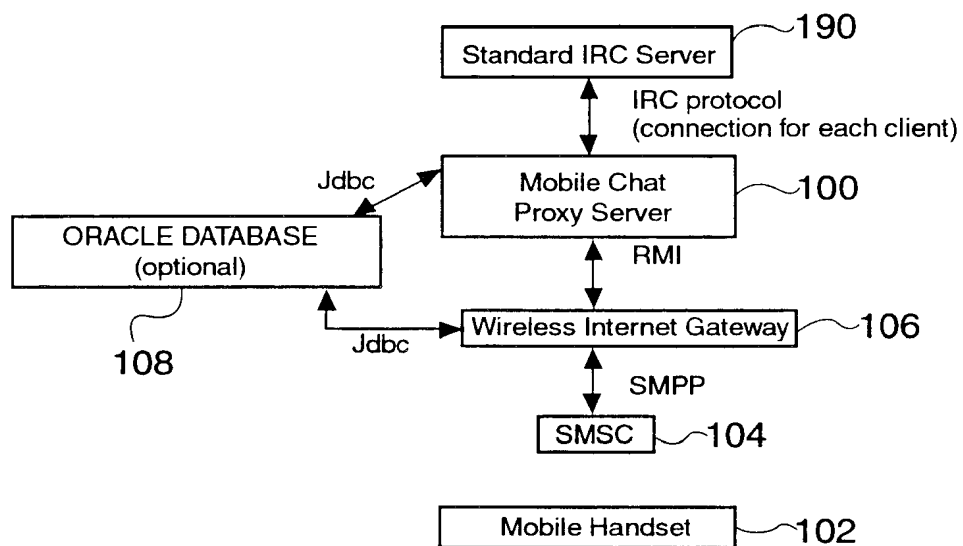 190
Standard IRC Server
IRC protocol
(connection for each client)
Jdbc
Mobile Chat
Proxy Server
100
ORACLE DATABASE
(optional)
RMI
108
Jdbc
Wireless Internet Gateway
106
SMPP
SMSC
104
Mobile Handset
102